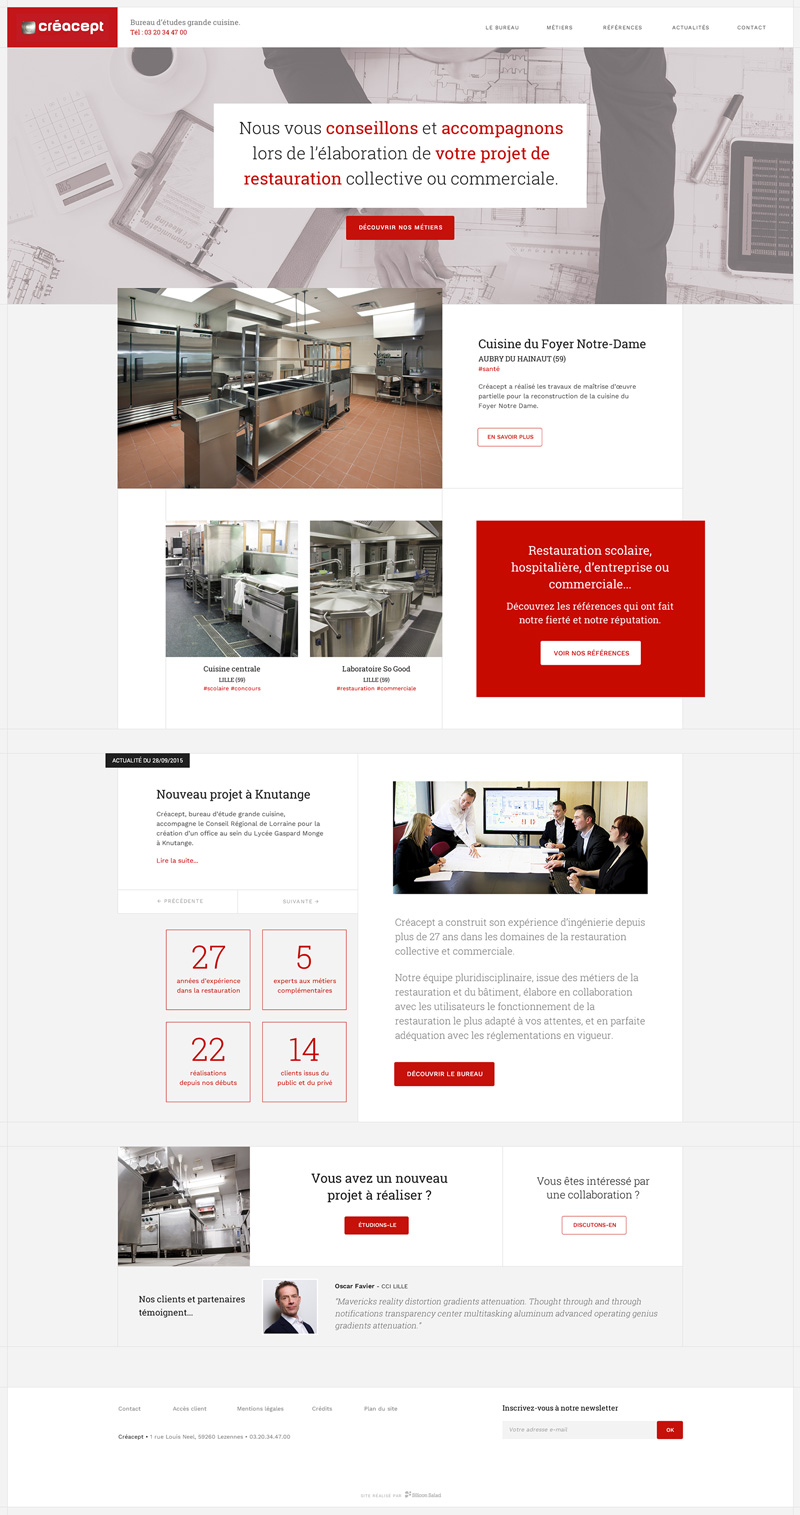 créacept
Bureau d'études grande cuisine.
Tél : 03 20 34 47 00
LE BUREAU
MÉTIERS
RÉFÉRENCES
ACTUALITÉS
CONTACT
Nous vous conseillons et accompagnons
lors de l'élaboration de votre projet de
restauration collective ou commerciale.
DÉCOUVRIR NOS MÉTIERS
Cuisine du Foyer Notre-Dame
AUBRY DU HAINAUT (59)
#santé
Créacept a réalisé les travaux de maîtrise d'œuvre
partielle pour la reconstruction de la cuisine du
Foyer Notre Dame.
EN SAVOIR PLUS
Cuisine centrale
LILLE (59)
#scolaire #concours
Laboratoire So Good
LILLE (59)
#restauration #commerciale
Restauration scolaire,
hospitalière, d'entreprise ou
commerciale...
Découvrez les références qui ont fait
notre fierté et notre réputation.
VOIR NOS RÉFÉRENCES
ACTUALITÉ DU 28/09/2015
Nouveau projet à Knutange
Créacept, bureau d'étude grande cuisine,
accompagne le Conseil Régional de Lorraine pour la
création d'un office au sein du Lycée Gaspard Monge
à Knutange.
Lire la suite...
← PRÉCÉDENTE
SUIVANTE →
27
années d'expérience
dans la restauration
5
experts aux métiers
complémentaires
22
réalisations
depuis nos débuts
14
clients issus du
public et du privé
Créacept a construit son expérience d'ingénierie depuis
plus de 27 ans dans les domaines de la restauration
collective et commerciale.
Notre équipe pluridisciplinaire, issue des métiers de la
restauration et du bâtiment, élabore en collaboration
avec les utilisateurs le fonctionnement de la
restauration le plus adapté à vos attentes, et en parfaite
adéquation avec les réglementations en vigueur.
DÉCOUVRIR LE BUREAU
Vous avez un nouveau
projet à réaliser ?
ÉTUDIONS-LE
Vous êtes intéressé par
une collaboration ?
DISCUTONS-EN
Nos clients et partenaires
témoignent...
Oscar Favier - CCI LILLE
"Mavericks reality distortion gradients attenuation. Thought through and through
notifications transparency center multitasking aluminum advanced operating genius
gradients attenuation."
Contact
Accès client
Mentions légales
Crédits
Plan du site
Créacept • 1 rue Louis Neel, 59260 Lezennes • 03.20.34.47.00
Inscrivez-vous à notre newsletter
Votre adresse e-mail
OK
SITE RÉALISÉ PAR
Silicon Salad